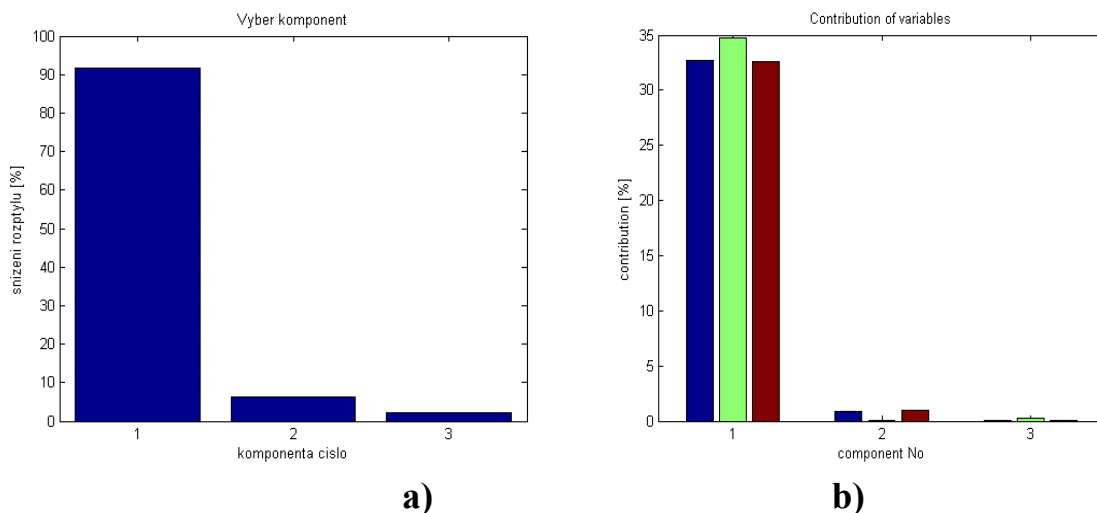 Vyber komponent
100
90
80
70
60
50
40
30
20
10
0
snizeni rozptylu [%]
1 2 3
komponenta cislo
a)
Contribution of variables
35
30
25
20
15
10
5
0
contribution [%]
1 2 3
component No
b)